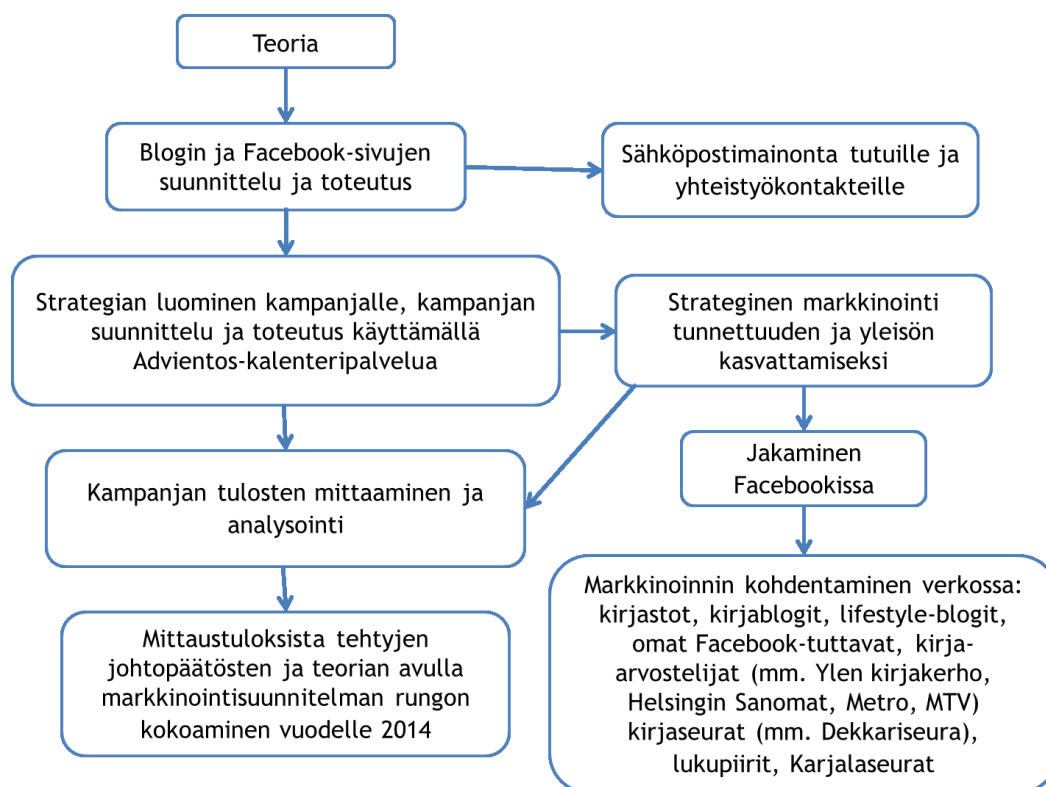 Teoria
Blogin ja Facebook-sivujen
suunnittelu ja toteutus
Sähköpostimainonta tutuille ja
yhteistyökontakteille
Strategian luominen kampanjalle, kampanjan
suunnittelu ja toteutus käyttämällä
Advientos-kalenteripalvelua
Strateginen markkinointi
tunnettuuden ja yleisön
kasvattamiseksi
Jakaminen
Facebookissa
Kampanjan tulosten mittaaminen ja
analysointi
Markkinoinnin kohdentaminen verkossa:
kirjastot, kirjablogit, lifestyle-blogit,
omat Facebook-tuttavat, kirja-
arvostelijat (mm. Ylen kirjakerho,
Helsingin Sanomat, Metro, MTV)
kirjaseurat (mm. Dekkariseura),
lukupiirit, Karjalaseurat
Mittaustuloksista tehtyjen
johtopäätösten ja teorian avulla
markkinointisuunnitelman rungon
kokoaminen vuodelle 2014